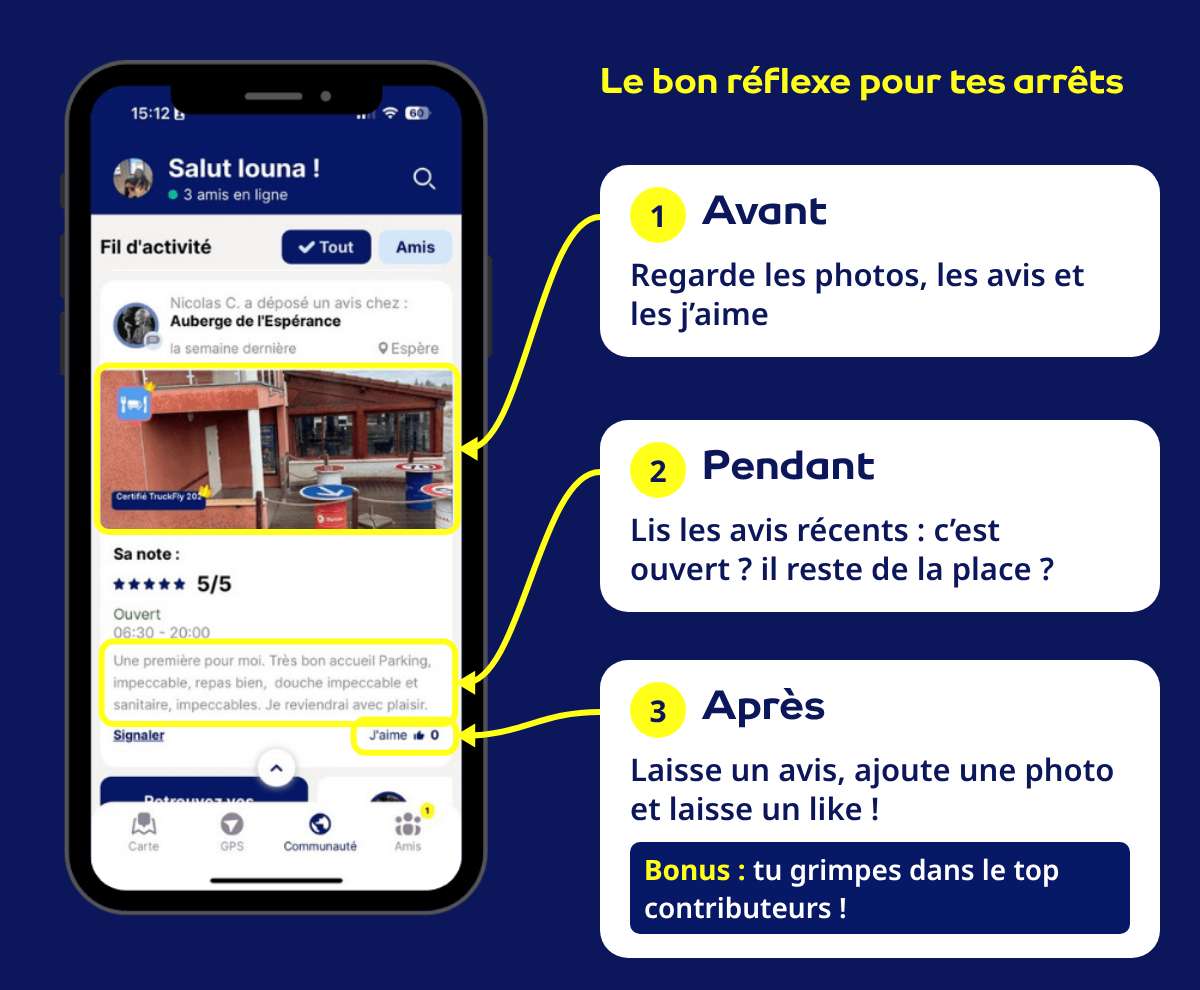 Le bon réflexe pour tes arrêts
15:12
60
Salut louna !
3 amis en ligne
Fil d'activité
Tout
Amis
Nicolas C. a déposé un avis chez :
Auberge de l'Espérance
la semaine dernière
Espère
Certifié TruckFly 202
Sa note :
5/5
Ouvert
06:30 - 20:00
Une première pour moi. Très bon accueil Parking,
impeccable, repas bien, douche impeccable et
sanitaire, impeccables. Je reviendrai avec plaisir.
Signaler
J'aime 0
Retrouvez vos
Carte
GPS
Communauté
1
Amis
1 Avant
Regarde les photos, les avis et
les j’aime
2 Pendant
Lis les avis récents : c’est
ouvert ? il reste de la place ?
3 Après
Laisse un avis, ajoute une photo
et laisse un like !
Bonus : tu grimpes dans le top
contributeurs !